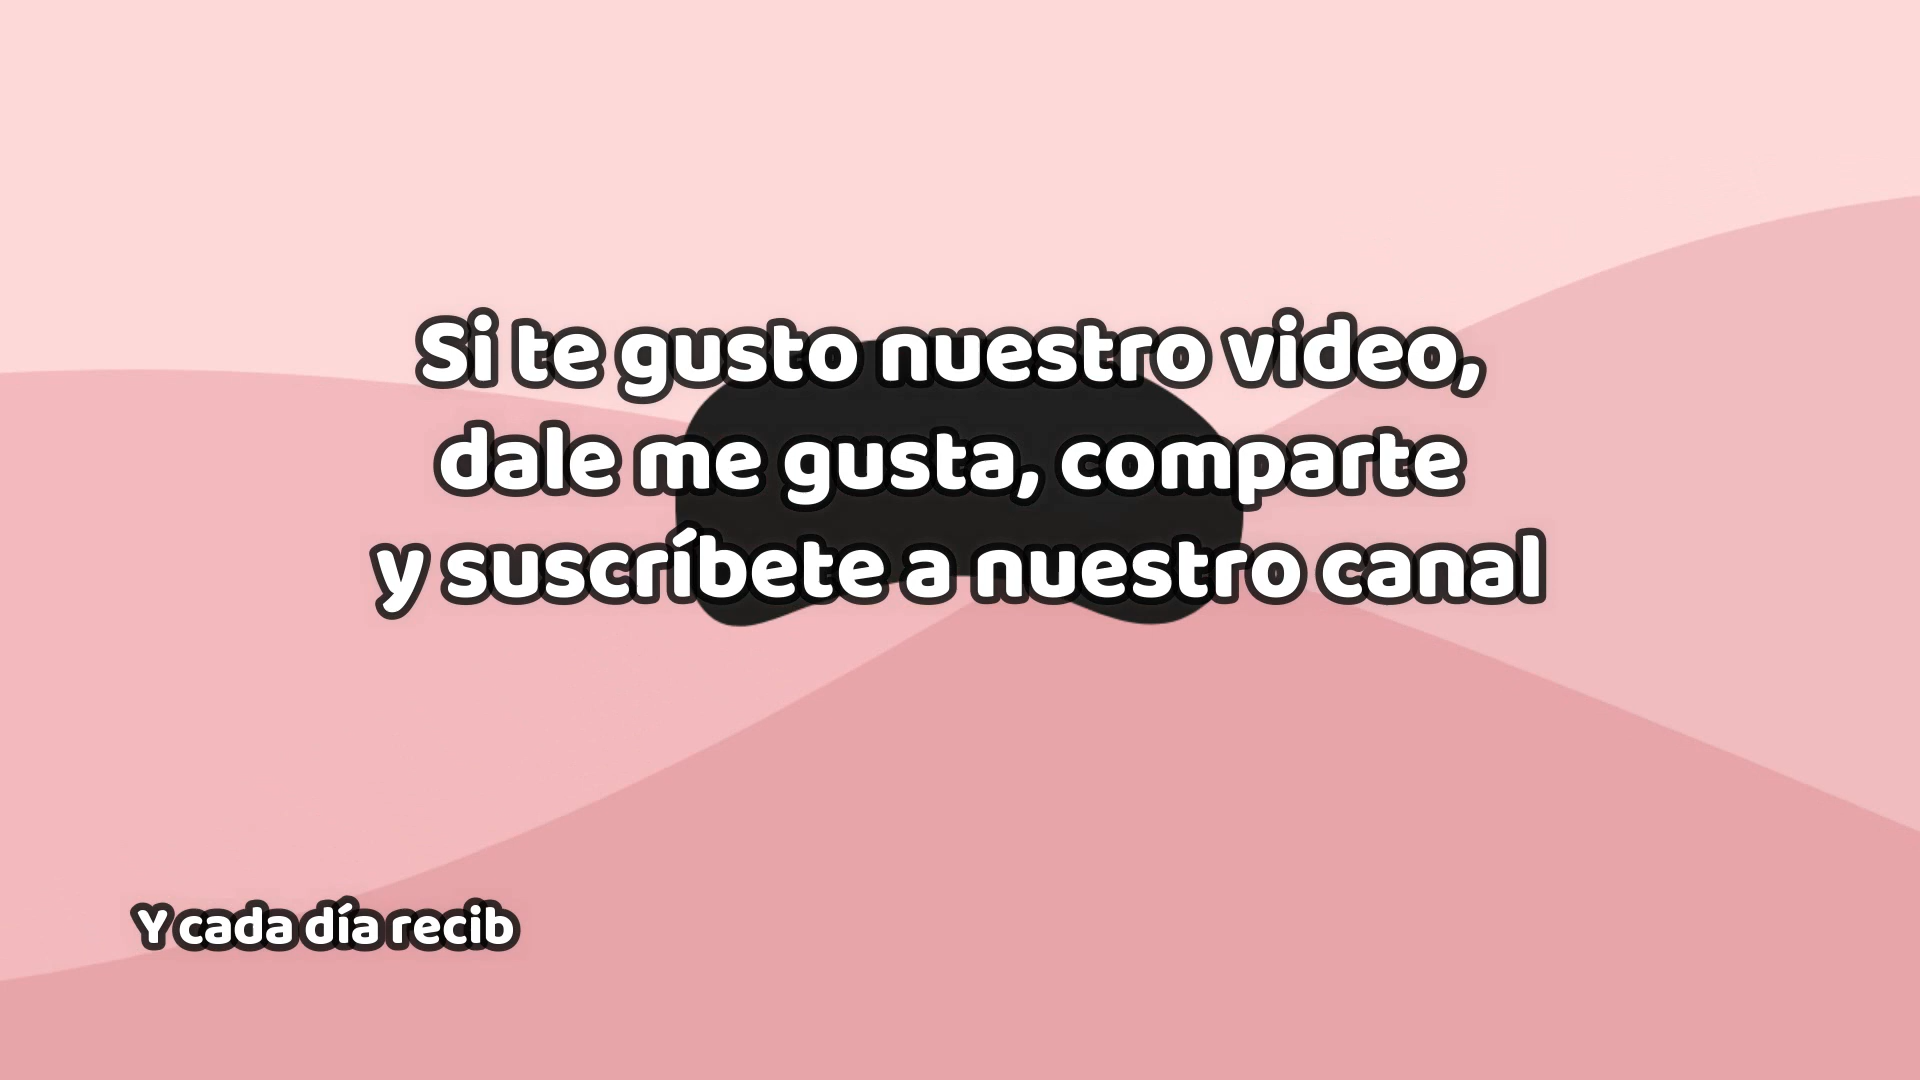 Si te gusto nuestro video,
dale me gusta, comparte
y suscríbete a nuestro canal
Y cada día recib